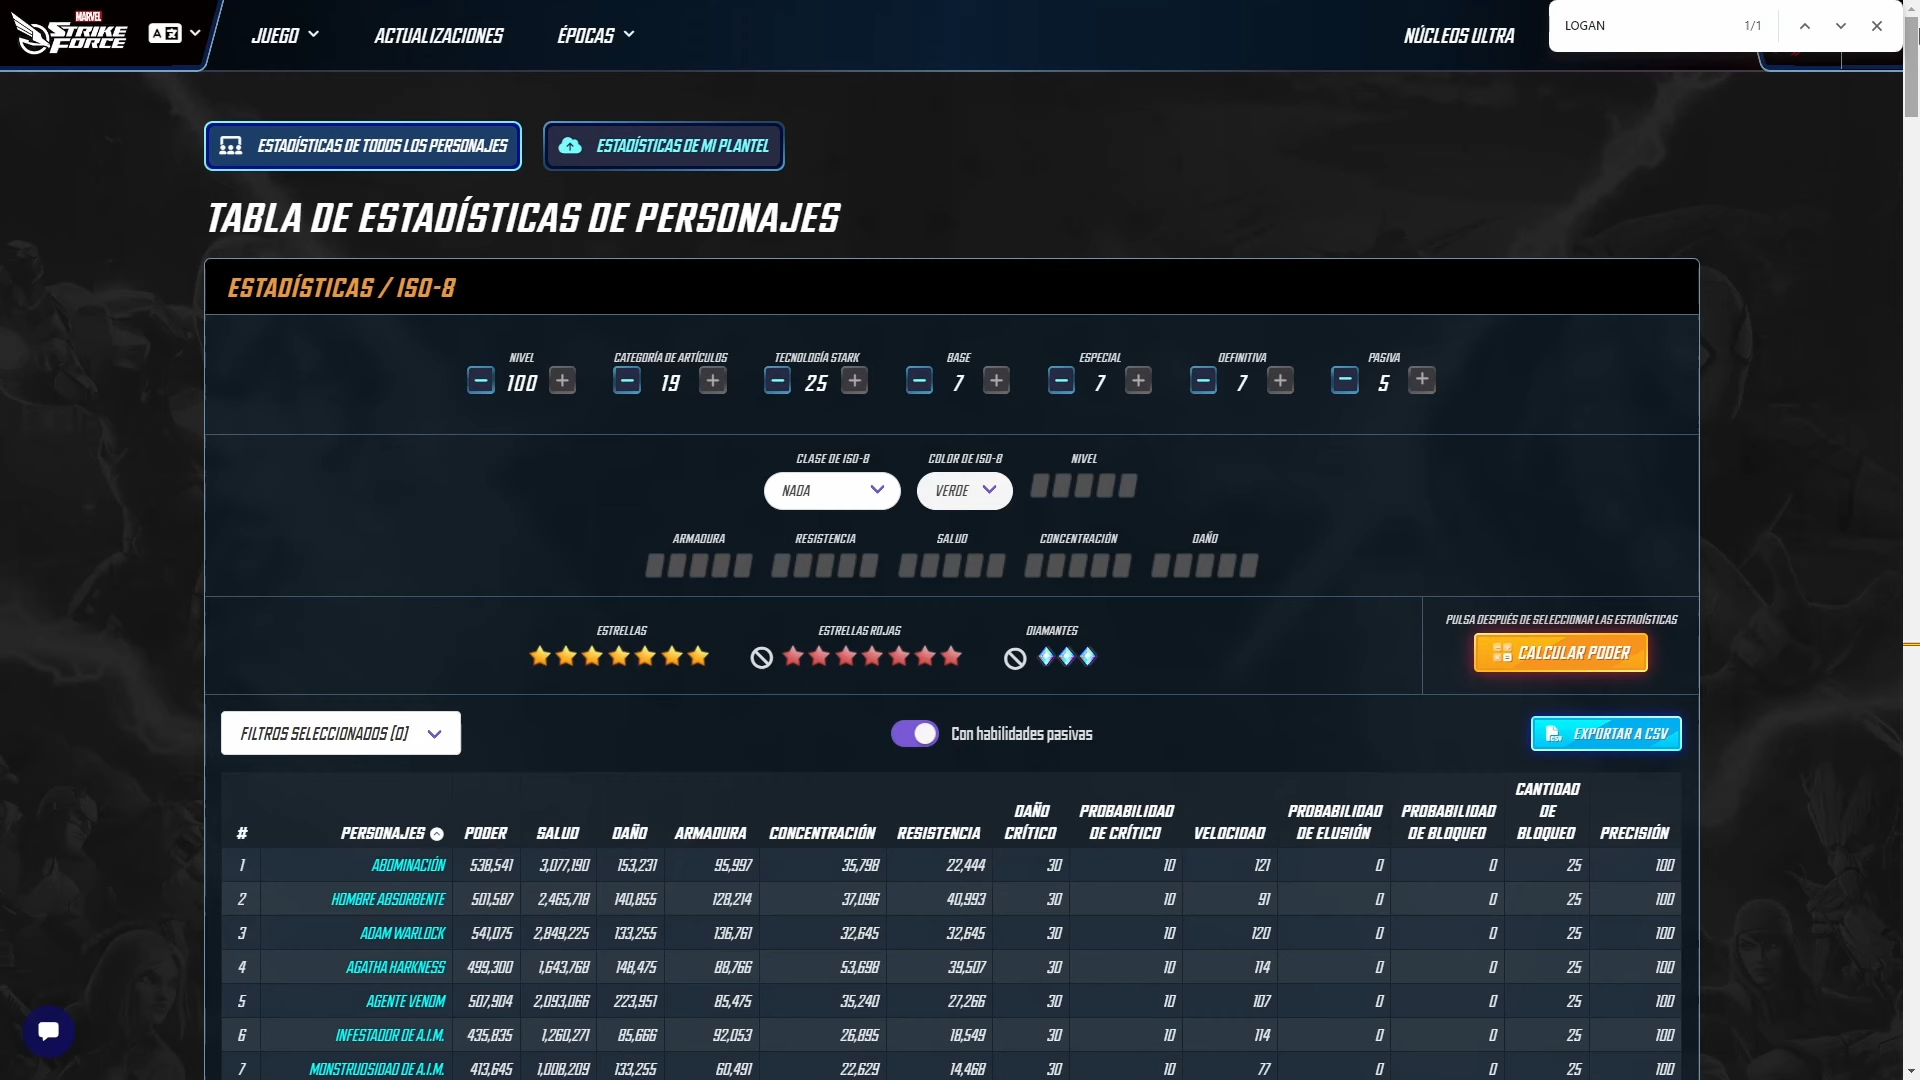 MARVEL
STRIKE
FORCE
JUEGO
ACTUALIZACIONES
ÉPOCAS
NÚCLEOS ULTRA
LOGAN 1/1
ESTADÍSTICAS DE TODOS LOS PERSONAJES
ESTADÍSTICAS DE MI PLANTEL
TABLA DE ESTADÍSTICAS DE PERSONAJES
ESTADÍSTICAS / ISO-8
NIVEL CATEGORÍA DE ARTÍCULOS TECNOLOGÍA STARK BASE ESPECIAL DEFINITIVA PASIVA
− 100 + − 19 + − 25 + − 7 + − 7 + − 7 + − 5 +
CLASE DE ISO-8 COLOR DE ISO-8 NIVEL
NADA VERDE
ARMADURA RESISTENCIA SALUD CONCENTRACIÓN DAÑO
PULSA DESPUÉS DE SELECCIONAR LAS ESTADÍSTICAS
ESTRELLAS ESTRELLAS ROJAS DIAMANTES
CALCULAR PODER
FILTROS SELECCIONADOS [0]
Con habilidades pasivas
EXPORTAR A CSV
# PERSONAJES PODER SALUD DAÑO ARMADURA CONCENTRACIÓN RESISTENCIA DAÑO CRÍTICO PROBABILIDAD DE CRÍTICO VELOCIDAD PROBABILIDAD DE ELUSIÓN PROBABILIDAD DE BLOQUEO CANTIDAD DE BLOQUEO PRECISIÓN
1 ABOMINACIÓN 538,541 3,077,190 153,231 95,997 35,798 22,444 30 10 121 0 0 25 100
2 HOMBRE ABSORBENTE 501,587 2,465,718 140,855 128,214 37,096 40,993 30 10 91 0 0 25 100
3 ADAM WARLOCK 541,075 2,849,225 133,255 136,761 32,645 32,645 30 10 120 0 0 25 100
4 AGATHA HARKNESS 499,300 1,643,768 148,475 88,766 53,698 39,507 30 10 114 0 0 25 100
5 AGENTE VENOM 507,904 2,093,066 223,951 85,475 35,240 27,266 30 10 107 0 0 25 100
6 INFESTADOR DE A.I.M. 435,835 1,260,271 85,666 92,053 26,895 18,549 30 10 114 0 0 25 100
7 MONSTRUOSIDAD DE A.I.M. 413,645 1,008,209 133,255 60,491 22,629 14,468 30 10 77 0 0 25 100